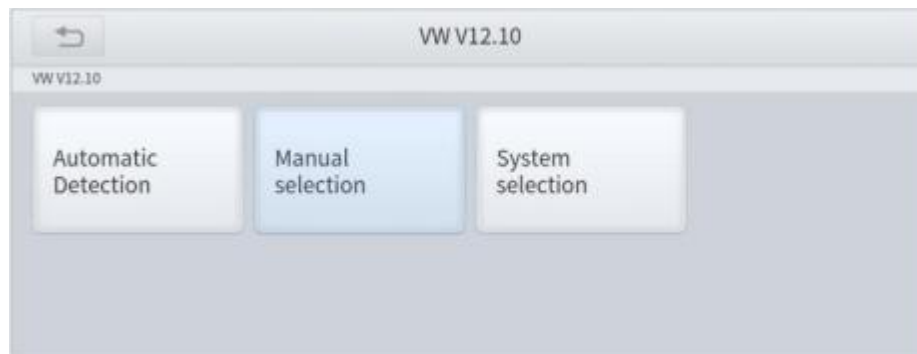 VW V12.10
VW V12.10
Automatic
Detection
Manual
selection
System
selection